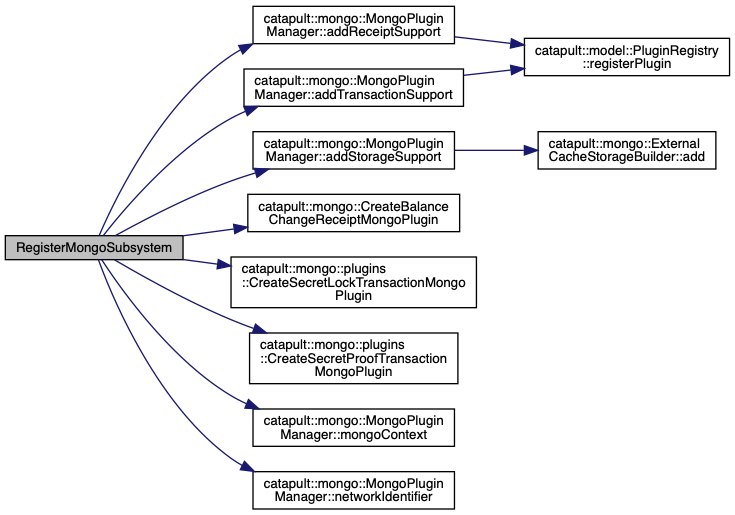 RegisterMongoSubsystem
catapult::mongo::MongoPlugin
Manager::addReceiptSupport
catapult::model::PluginRegistry
::registerPlugin
catapult::mongo::MongoPlugin
Manager::addTransactionSupport
catapult::mongo::MongoPlugin
Manager::addStorageSupport
catapult::mongo::External
CacheStorageBuilder::add
catapult::mongo::CreateBalance
ChangeReceiptMongoPlugin
catapult::mongo::plugins
::CreateSecretLockTransactionMongo
Plugin
catapult::mongo::plugins
::CreateSecretProofTransaction
MongoPlugin
catapult::mongo::MongoPlugin
Manager::mongoContext
catapult::mongo::MongoPlugin
Manager::networkIdentifier